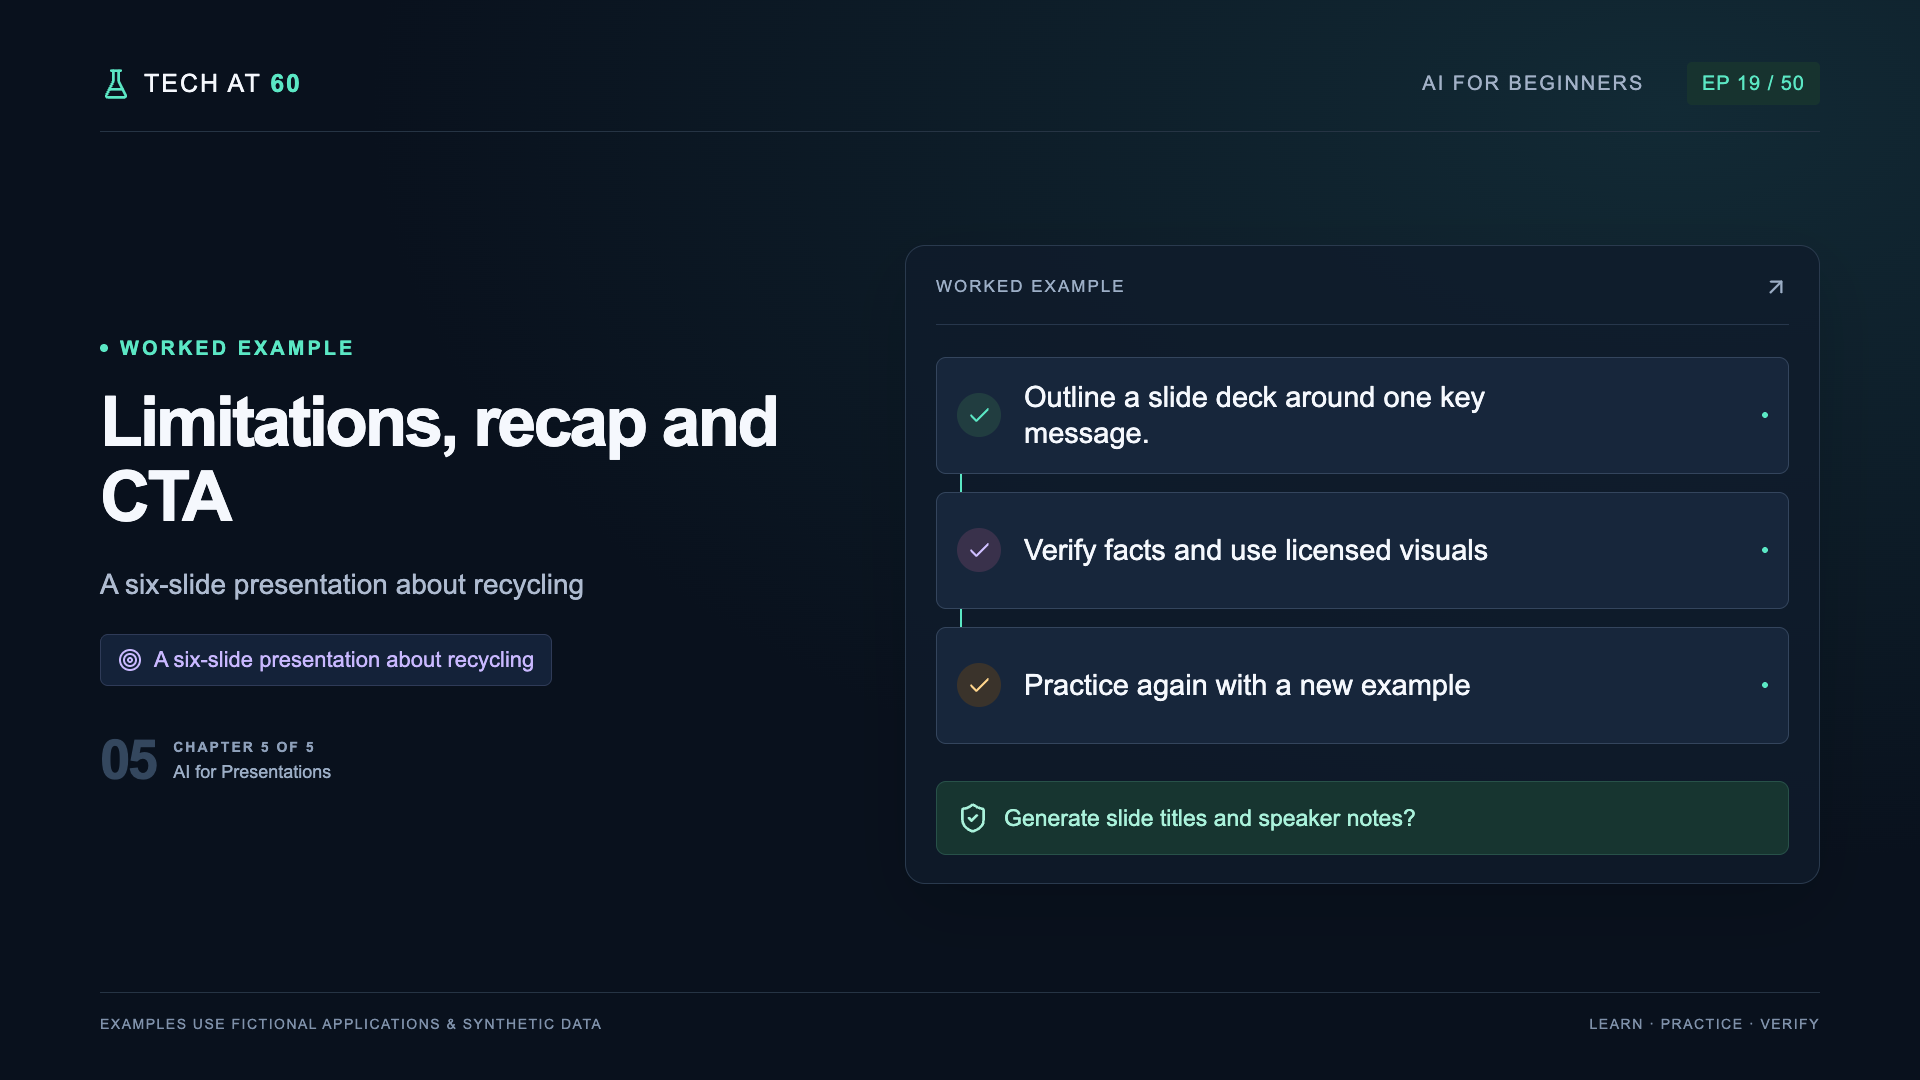 TECH AT 60
AI FOR BEGINNERS
EP 19 / 50
WORKED EXAMPLE
Limitations, recap and
CTA
A six-slide presentation about recycling
A six-slide presentation about recycling
05
CHAPTER 5 OF 5
AI for Presentations
WORKED EXAMPLE
Outline a slide deck around one key
message.
Verify facts and use licensed visuals
Practice again with a new example
Generate slide titles and speaker notes?
EXAMPLES USE FICTIONAL APPLICATIONS & SYNTHETIC DATA
LEARN · PRACTICE · VERIFY